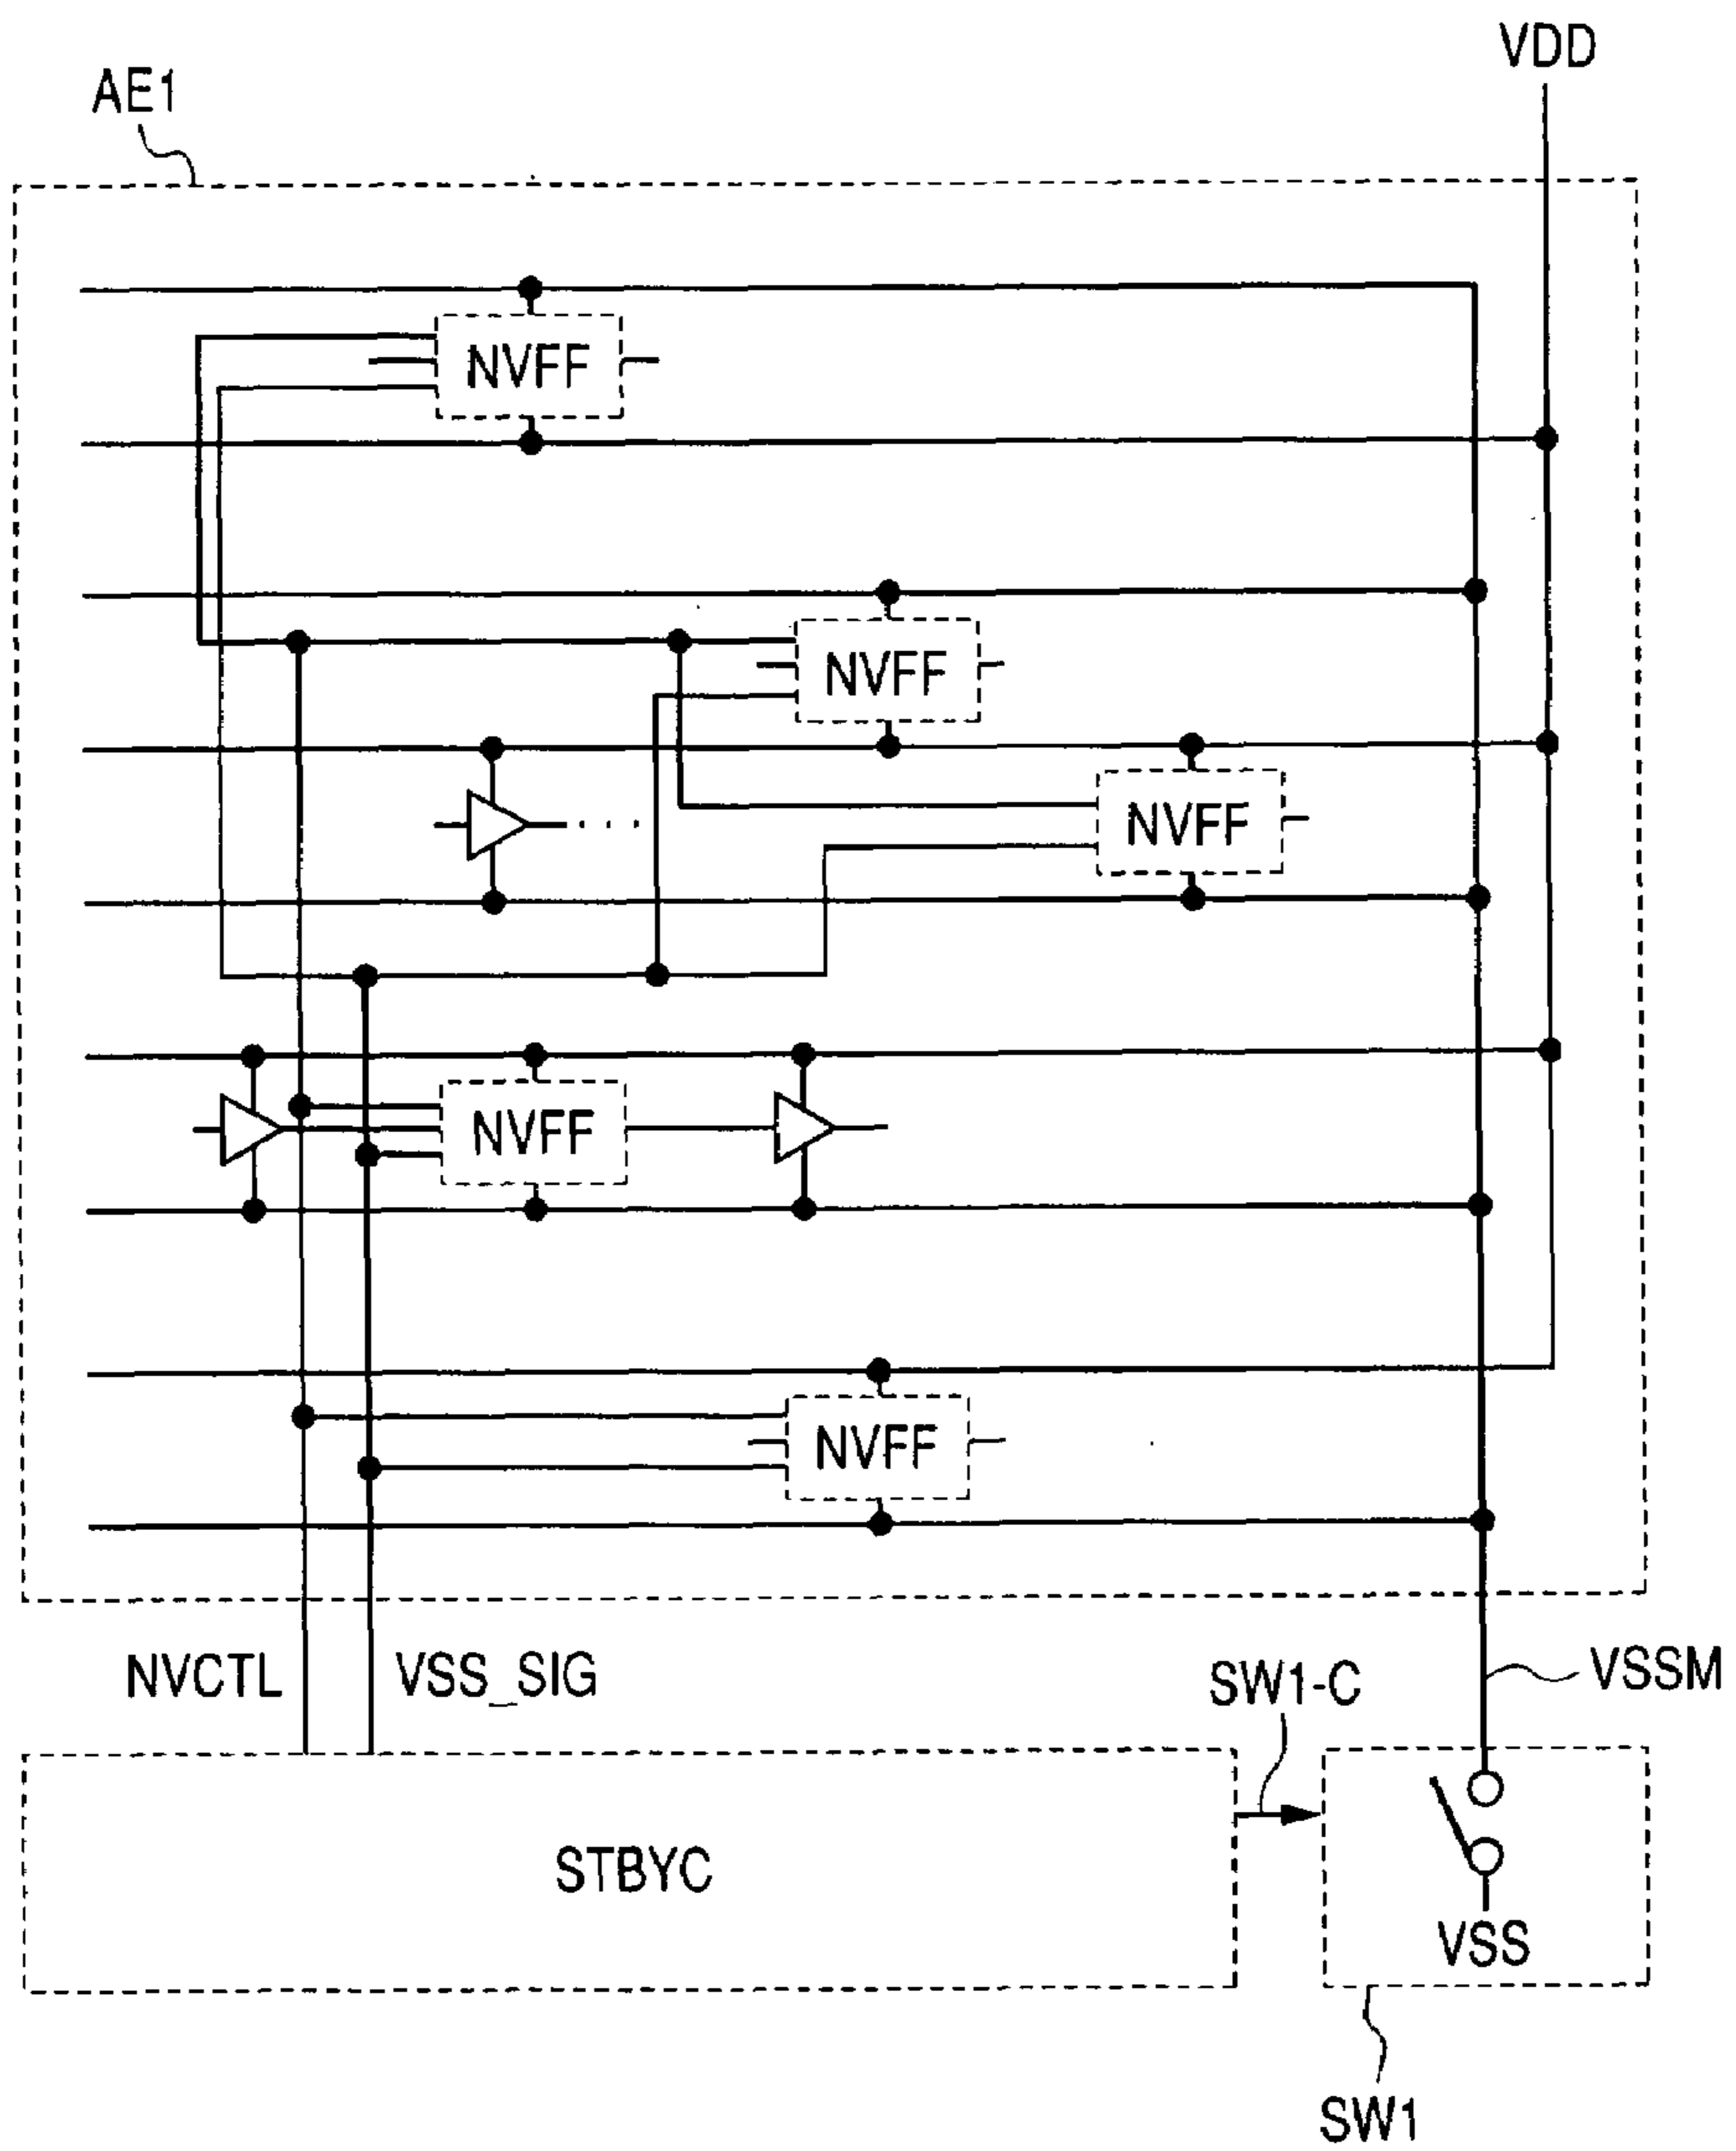 VDD
AE1
NVFF
NVFF
NVFF
NVFF
NVFF
NVCTL
VSS_SIG
SW1-C
VSSM
STBYC
VSS
SW1